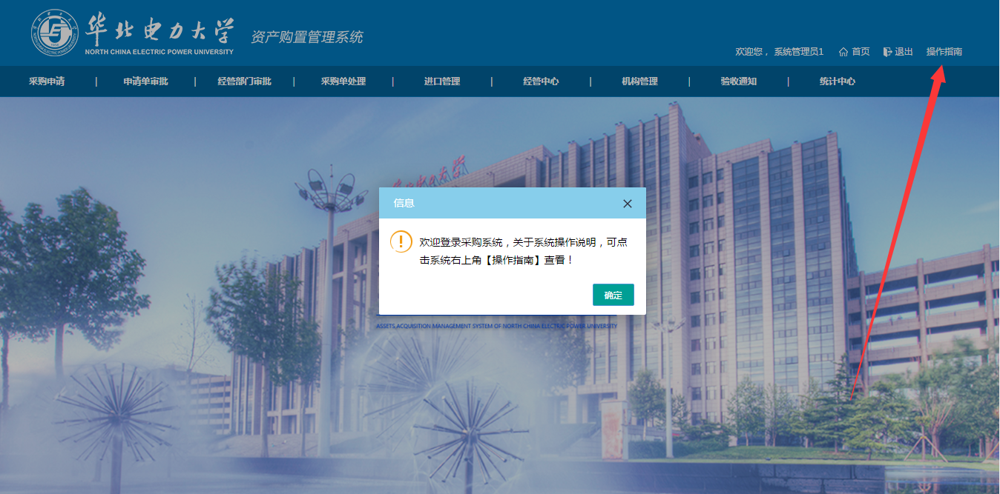 华北电力大学
NORTH CHINA ELECTRIC POWER UNIVERSITY
资产购置管理系统
欢迎您， 系统管理员1 首页 退出 操作指南
采购申请 | 申请单审批 | 经管部门审批 | 采购单处理 | 进口管理 | 经管中心 | 机构管理 | 验收通知 | 统计中心
信息
欢迎登录采购系统，关于系统操作说明，可点
击系统右上角【操作指南】查看！
确定
ASSETS ACQUISITION MANAGEMENT SYSTEM OF NORTH CHINA ELECTRIC POWER UNIVERSITY